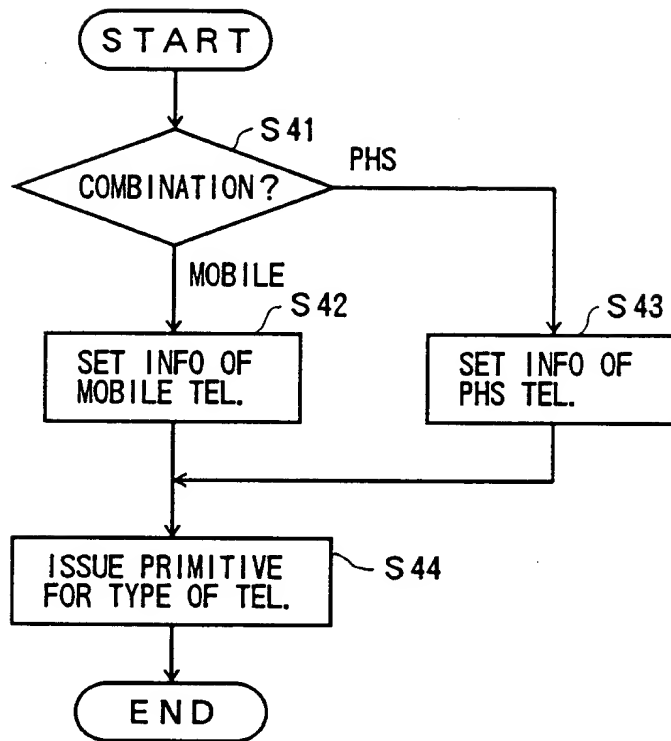 START
S41
PHS
COMBINATION?
MOBILE
S42
S43
SET INFO OF
MOBILE TEL.
SET INFO OF
PHS TEL.
ISSUE PRIMITIVE
FOR TYPE OF TEL.
S44
END